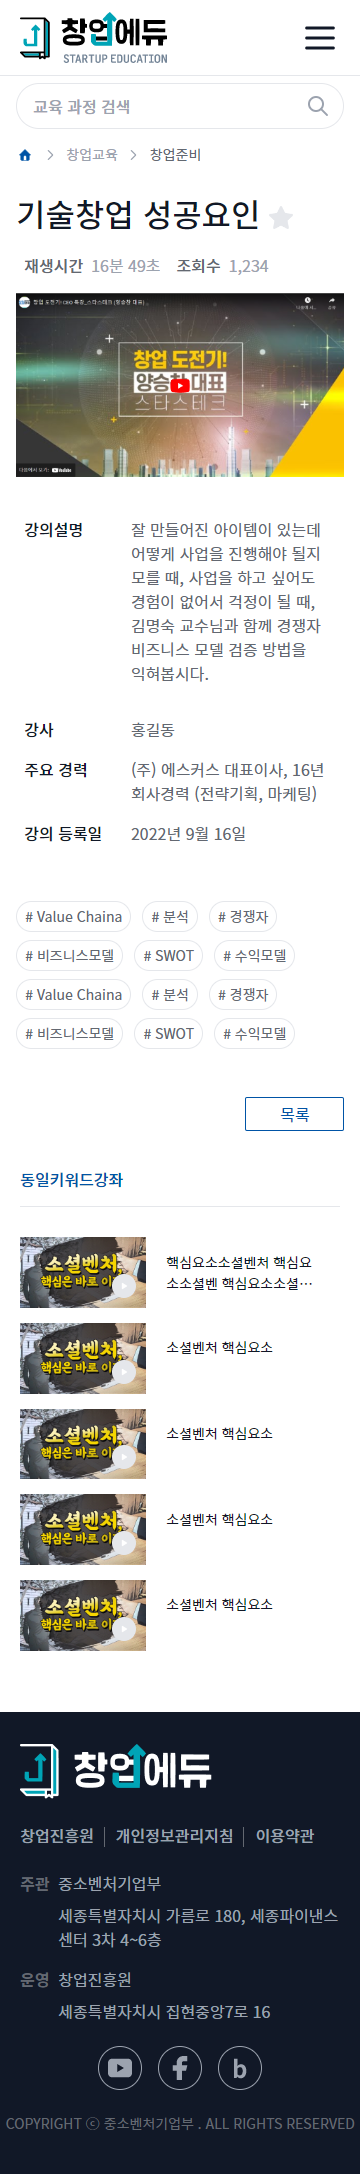 창업에듀
STARTUP EDUCATION
교육 과정 검색
창업교육 > 창업준비
기술창업 성공요인
재생시간 16분 49초 조회수 1,234
창업 도전기!
양승찬 대표
스타스테크
YouTube
강의설명 잘 만들어진 아이템이 있는데
어떻게 사업을 진행해야 될지
모를 때, 사업을 하고 싶어도
경험이 없어서 걱정이 될 때,
김명숙 교수님과 함께 경쟁자
비즈니스 모델 검증 방법을
익혀봅시다.
강사 홍길동
주요 경력 (주) 에스커스 대표이사, 16년
회사경력 (전략기획, 마케팅)
강의 등록일 2022년 9월 16일
# Value Chaina # 분석 # 경쟁자
# 비즈니스모델 # SWOT # 수익모델
# Value Chaina # 분석 # 경쟁자
# 비즈니스모델 # SWOT # 수익모델
목록
동일키워드강좌
소셜벤처,
핵심은 바로 이
핵심요소소셜벤처 핵심요
소소셜벤 핵심요소소셜…
소셜벤처,
핵심은 바로 이
소셜벤처 핵심요소
소셜벤처,
핵심은 바로 이
소셜벤처 핵심요소
소셜벤처,
핵심은 바로 이
소셜벤처 핵심요소
소셜벤처,
핵심은 바로 이
소셜벤처 핵심요소
창업에듀
창업진흥원 | 개인정보관리지침 | 이용약관
주관 중소벤처기업부
세종특별자치시 가름로 180, 세종파이낸스
센터 3차 4~6층
운영 창업진흥원
세종특별자치시 집현중앙7로 16
COPYRIGHT ⓒ 중소벤처기업부 . ALL RIGHTS RESERVED